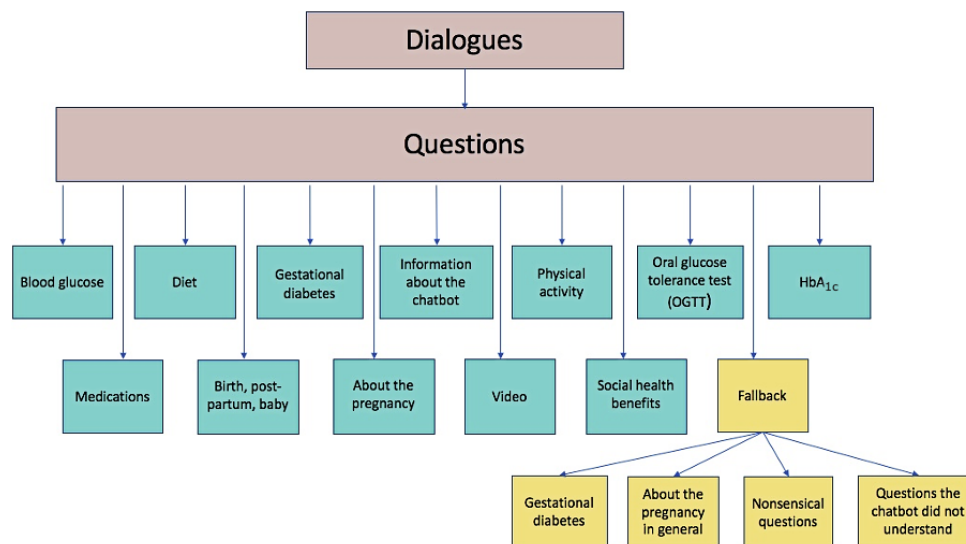 Dialogues
Questions
Blood glucose
Diet
Gestational
diabetes
Information
about the
chatbot
Physical
activity
Oral glucose
tolerance test
(OGTT)
HbA1c
Medications
Birth, post-
partum, baby
About the
pregnancy
Video
Social health
benefits
Fallback
Gestational
diabetes
About the
pregnancy
in general
Nonsensical
questions
Questions the
chatbot did not
understand